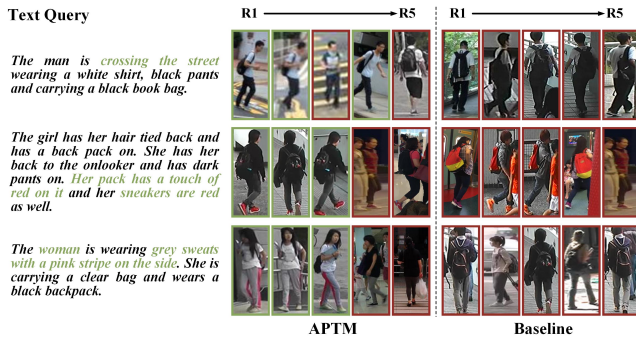 Text Query
R1 R5 R1 R5
The man is crossing the street
wearing a white shirt, black pants
and carrying a black book bag.
The girl has her hair tied back and
has a back pack on. She has her
back to the onlooker and has dark
pants on. Her pack has a touch of
red on it and her sneakers are red
as well.
The woman is wearing grey sweats
with a pink stripe on the side. She is
carrying a clear bag and wears a
black backpack.
APTM Baseline